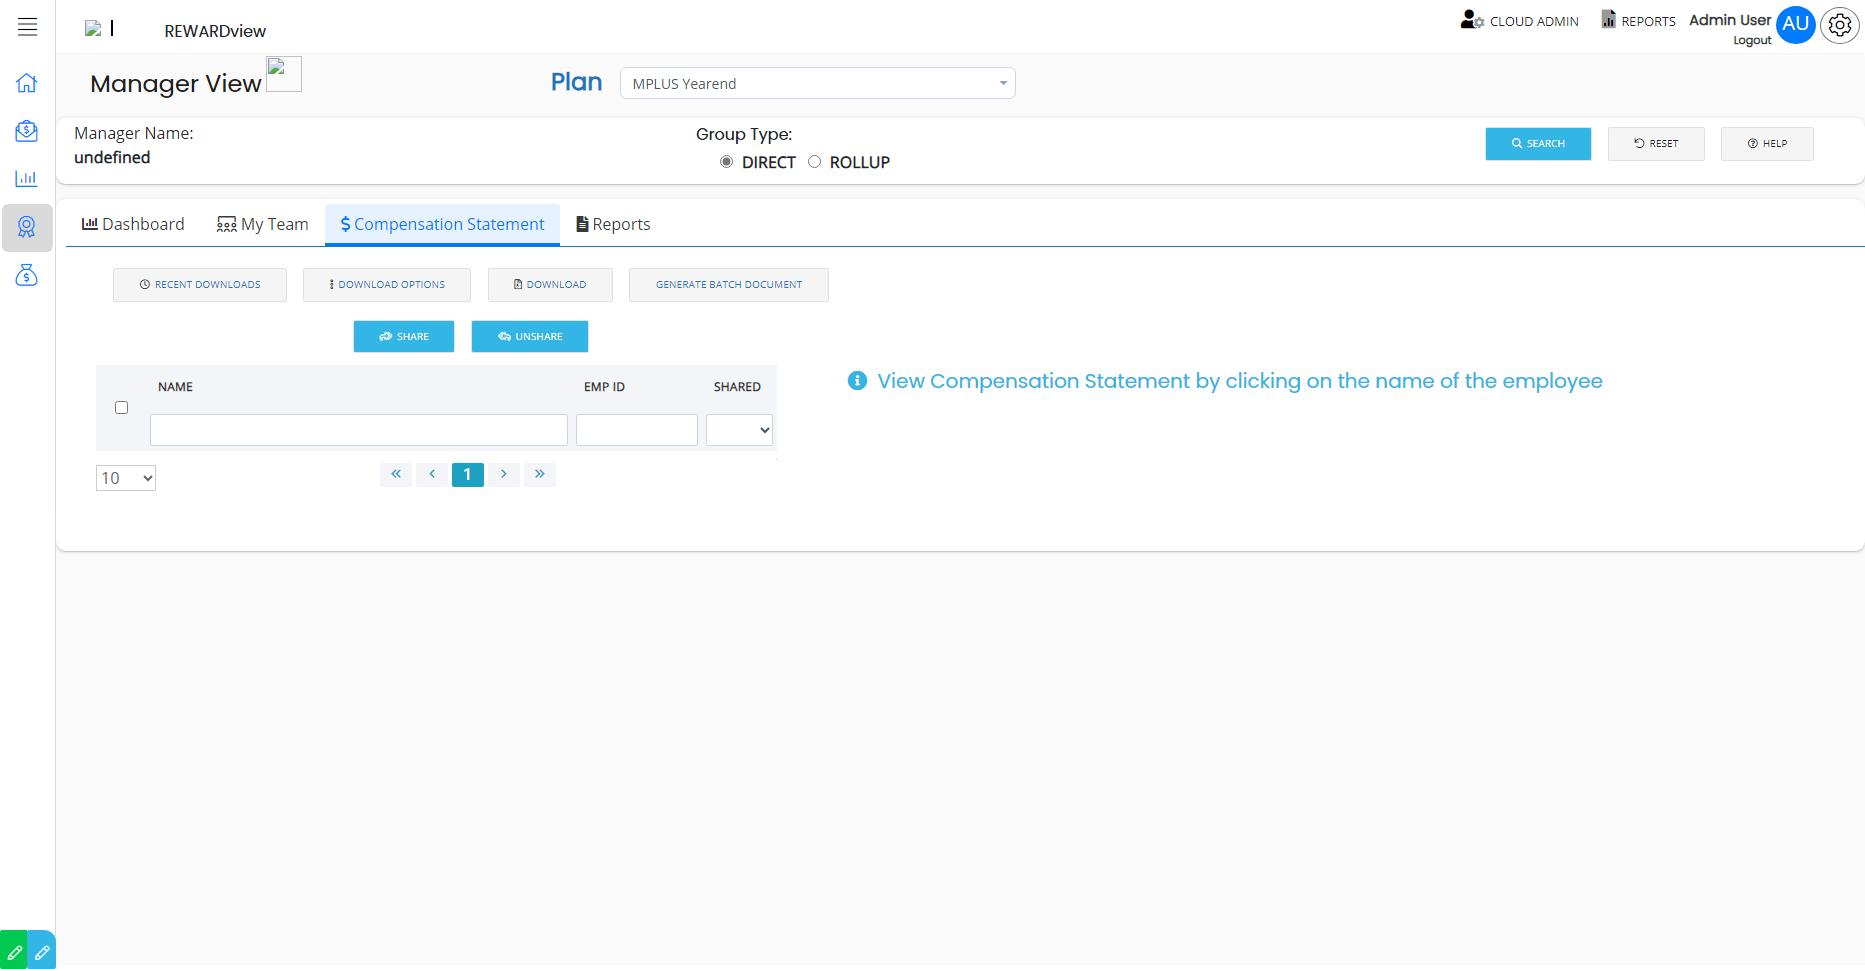 REWARDview
CLOUD ADMIN
REPORTS
Admin User
Logout
AU
Manager View
Plan
MPLUS Yearend
Manager Name:
undefined
Group Type:
DIRECT
ROLLUP
SEARCH
RESET
HELP
Dashboard
My Team
Compensation Statement
Reports
RECENT DOWNLOADS
DOWNLOAD OPTIONS
DOWNLOAD
GENERATE BATCH DOCUMENT
SHARE
UNSHARE
NAME
EMP ID
SHARED
View Compensation Statement by clicking on the name of the employee
10
«
‹
1
›
»